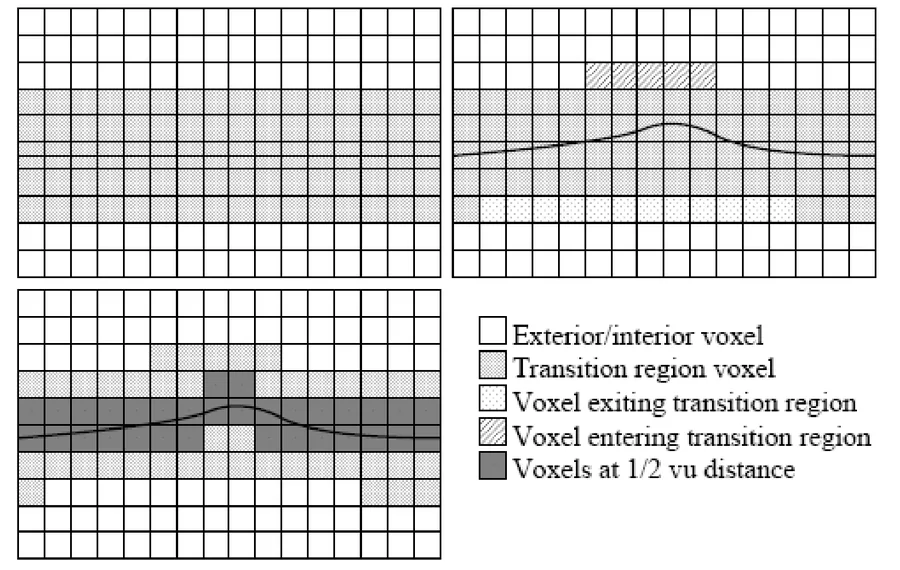 Exterior/interior voxel
Transition region voxel
Voxel exiting transition region
Voxel entering transition region
Voxels at 1/2 vu distance